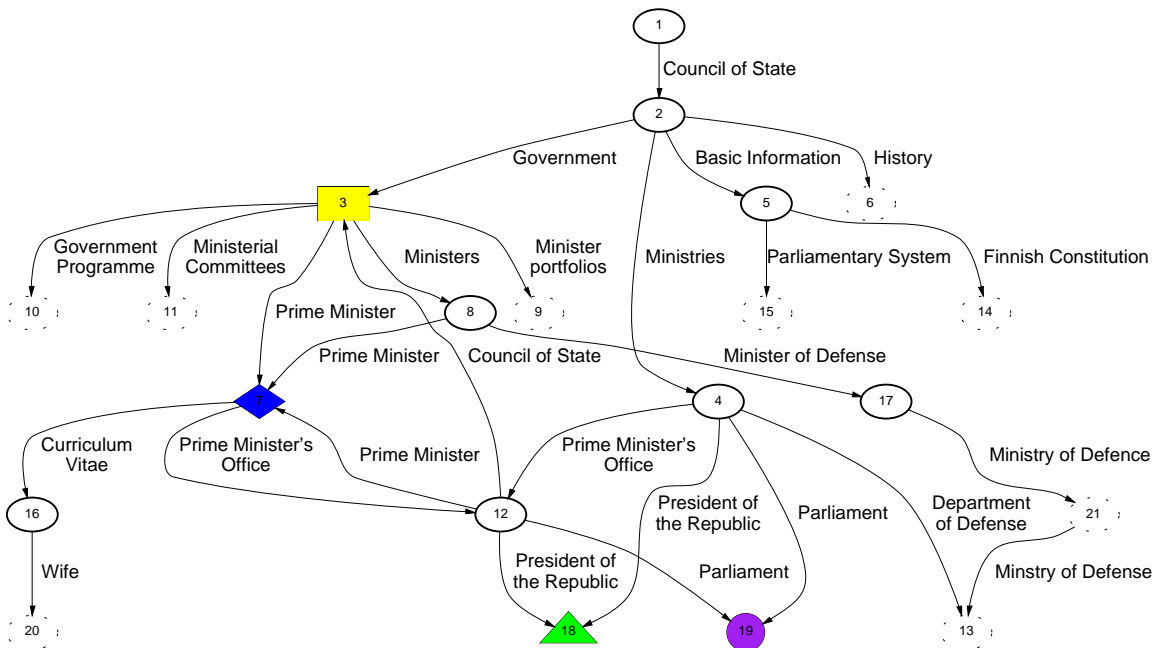 1
Council of State
2
Government
Basic Information
History
3
5
6
Government
Programme
Ministerial
Committees
Ministers
Minister
portfolios
Ministries
Parliamentary System
Finnish Constitution
10
11
Prime Minister
8
9
15
14
Prime Minister
Council of State
Minister of Defense
7
4
17
Curriculum
Vitae
Prime Minister's
Office
Prime Minister
Prime Minister's
Office
Ministry of Defence
16
12
President of
the Republic
Parliament
Department
of Defense
21
Wife
President of
the Republic
Parliament
Minstry of Defense
20
18
19
13